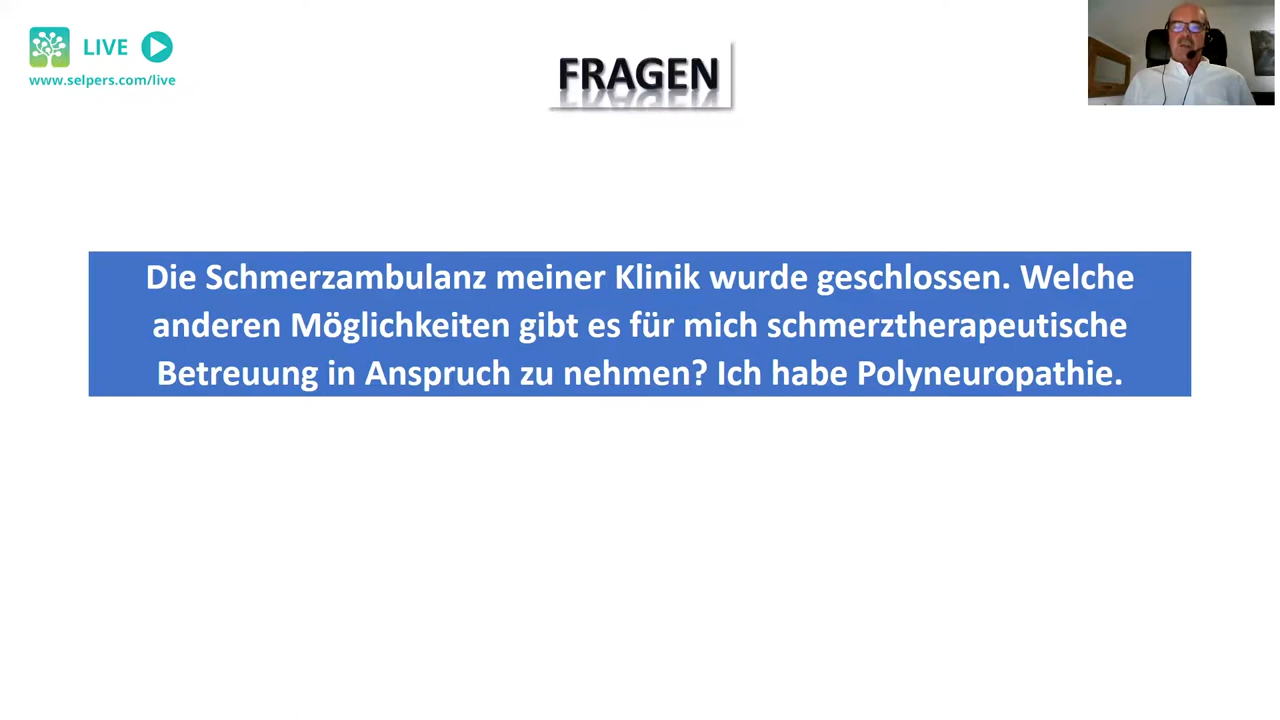 LIVE
www.selpers.com/live
FRAGEN
Die Schmerzambulanz meiner Klinik wurde geschlossen. Welche
anderen Möglichkeiten gibt es für mich schmerztherapeutische
Betreuung in Anspruch zu nehmen? Ich habe Polyneuropathie.